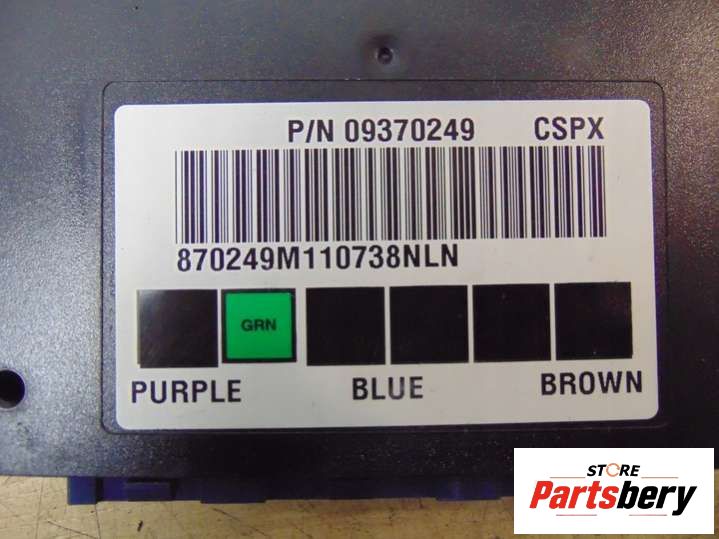 P/N 09370249 CSPX
870249M110738NLN
GRN
PURPLE BLUE BROWN
STORE
Partsbery